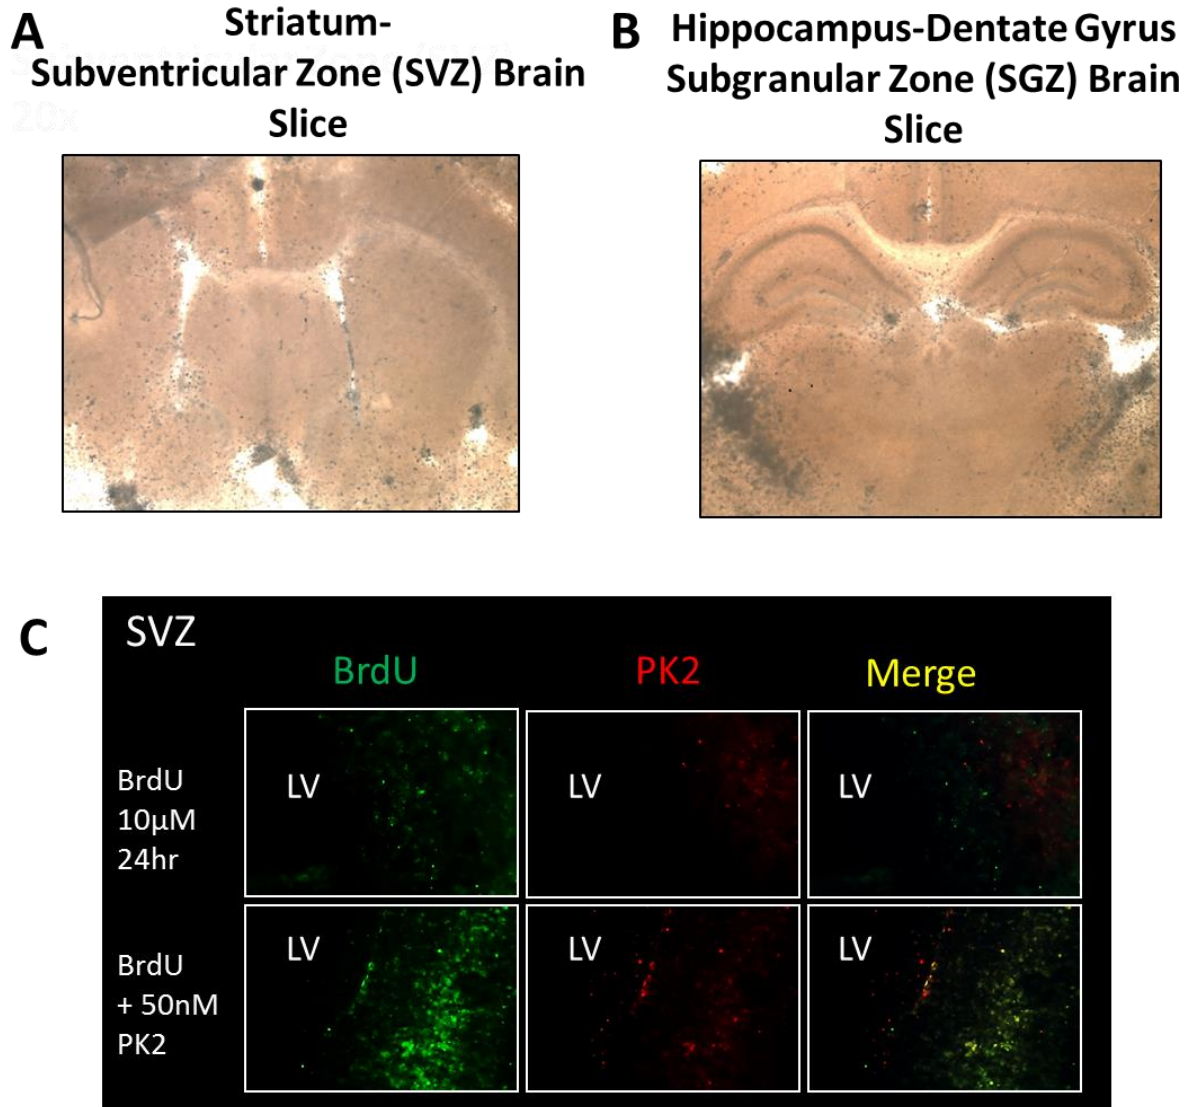 A
Striatum-
Subventricular Zone (SVZ) Brain
Slice
20x
B
Hippocampus-Dentate Gyrus
Subgranular Zone (SGZ) Brain
Slice
C
SVZ
BrdU
PK2
Merge
BrdU
10µM
24hr
LV
LV
LV
BrdU
+ 50nM
PK2
LV
LV
LV